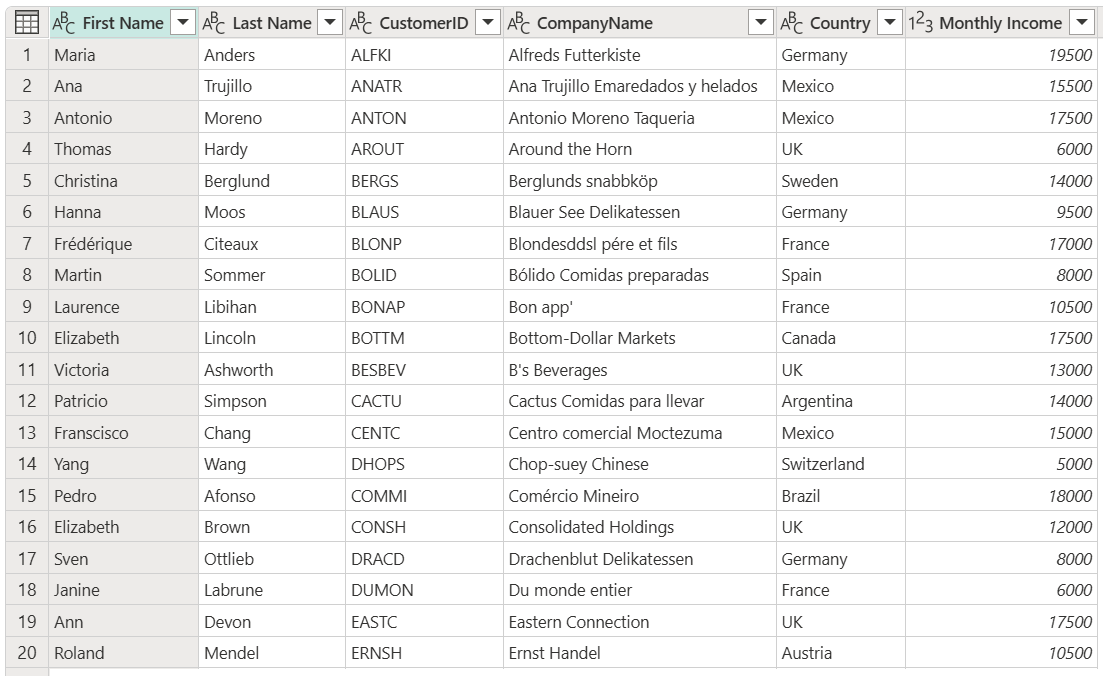 ABC First Name ABC Last Name ABC CustomerID ABC CompanyName ABC Country 123 Monthly Income
1 Maria Anders ALFKI Alfreds Futterkiste Germany 19500
2 Ana Trujillo ANATR Ana Trujillo Emaredados y helados Mexico 15500
3 Antonio Moreno ANTON Antonio Moreno Taqueria Mexico 17500
4 Thomas Hardy AROUT Around the Horn UK 6000
5 Christina Berglund BERGS Berglunds snabbköp Sweden 14000
6 Hanna Moos BLAUS Blauer See Delikatessen Germany 9500
7 Frédérique Citeaux BLONP Blondesddsl pére et fils France 17000
8 Martin Sommer BOLID Bólido Comidas preparadas Spain 8000
9 Laurence Libihan BONAP Bon app' France 10500
10 Elizabeth Lincoln BOTTM Bottom-Dollar Markets Canada 17500
11 Victoria Ashworth BESBEV B's Beverages UK 13000
12 Patricio Simpson CACTU Cactus Comidas para llevar Argentina 14000
13 Franscisco Chang CENTC Centro comercial Moctezuma Mexico 15000
14 Yang Wang DHOPS Chop-suey Chinese Switzerland 5000
15 Pedro Afonso COMMI Comércio Mineiro Brazil 18000
16 Elizabeth Brown CONSH Consolidated Holdings UK 12000
17 Sven Ottlieb DRACD Drachenblut Delikatessen Germany 8000
18 Janine Labrune DUMON Du monde entier France 6000
19 Ann Devon EASTC Eastern Connection UK 17500
20 Roland Mendel ERNSH Ernst Handel Austria 10500